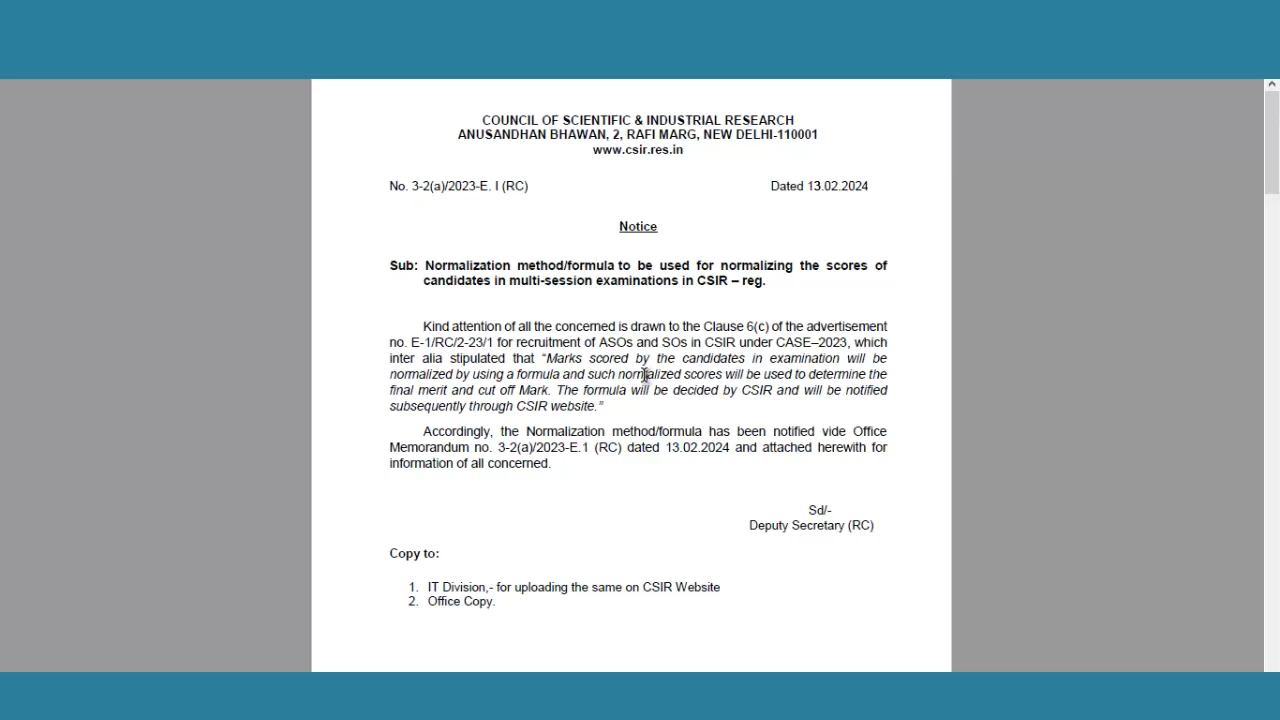 COUNCIL OF SCIENTIFIC & INDUSTRIAL RESEARCH
ANUSANDHAN BHAWAN, 2, RAFI MARG, NEW DELHI-110001
www.csir.res.in
No. 3-2(a)/2023-E. I (RC) Dated 13.02.2024
Notice
Sub: Normalization method/formula to be used for normalizing the scores of
candidates in multi-session examinations in CSIR – reg.
Kind attention of all the concerned is drawn to the Clause 6(c) of the advertisement
no. E-1/RC/2-23/1 for recruitment of ASOs and SOs in CSIR under CASE–2023, which
inter alia stipulated that “Marks scored by the candidates in examination will be
normalized by using a formula and such normalized scores will be used to determine the
final merit and cut off Mark. The formula will be decided by CSIR and will be notified
subsequently through CSIR website.”
Accordingly, the Normalization method/formula has been notified vide Office
Memorandum no. 3-2(a)/2023-E.1 (RC) dated 13.02.2024 and attached herewith for
information of all concerned.
Sd/-
Deputy Secretary (RC)
Copy to:
1. IT Division,- for uploading the same on CSIR Website
2. Office Copy.